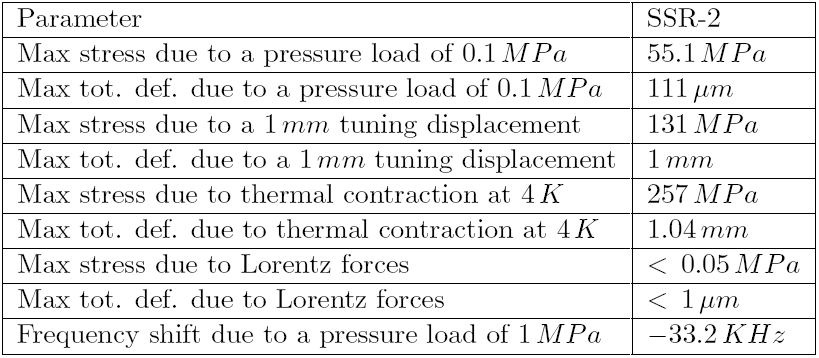 Parameter SSR-2
Max stress due to a pressure load of 0.1 MPa 55.1 MPa
Max tot. def. due to a pressure load of 0.1 MPa 111 μm
Max stress due to a 1 mm tuning displacement 131 MPa
Max tot. def. due to a 1 mm tuning displacement 1 mm
Max stress due to thermal contraction at 4 K 257 MPa
Max tot. def. due to thermal contraction at 4 K 1.04 mm
Max stress due to Lorentz forces < 0.05 MPa
Max tot. def. due to Lorentz forces < 1 μm
Frequency shift due to a pressure load of 1 MPa −33.2 KHz